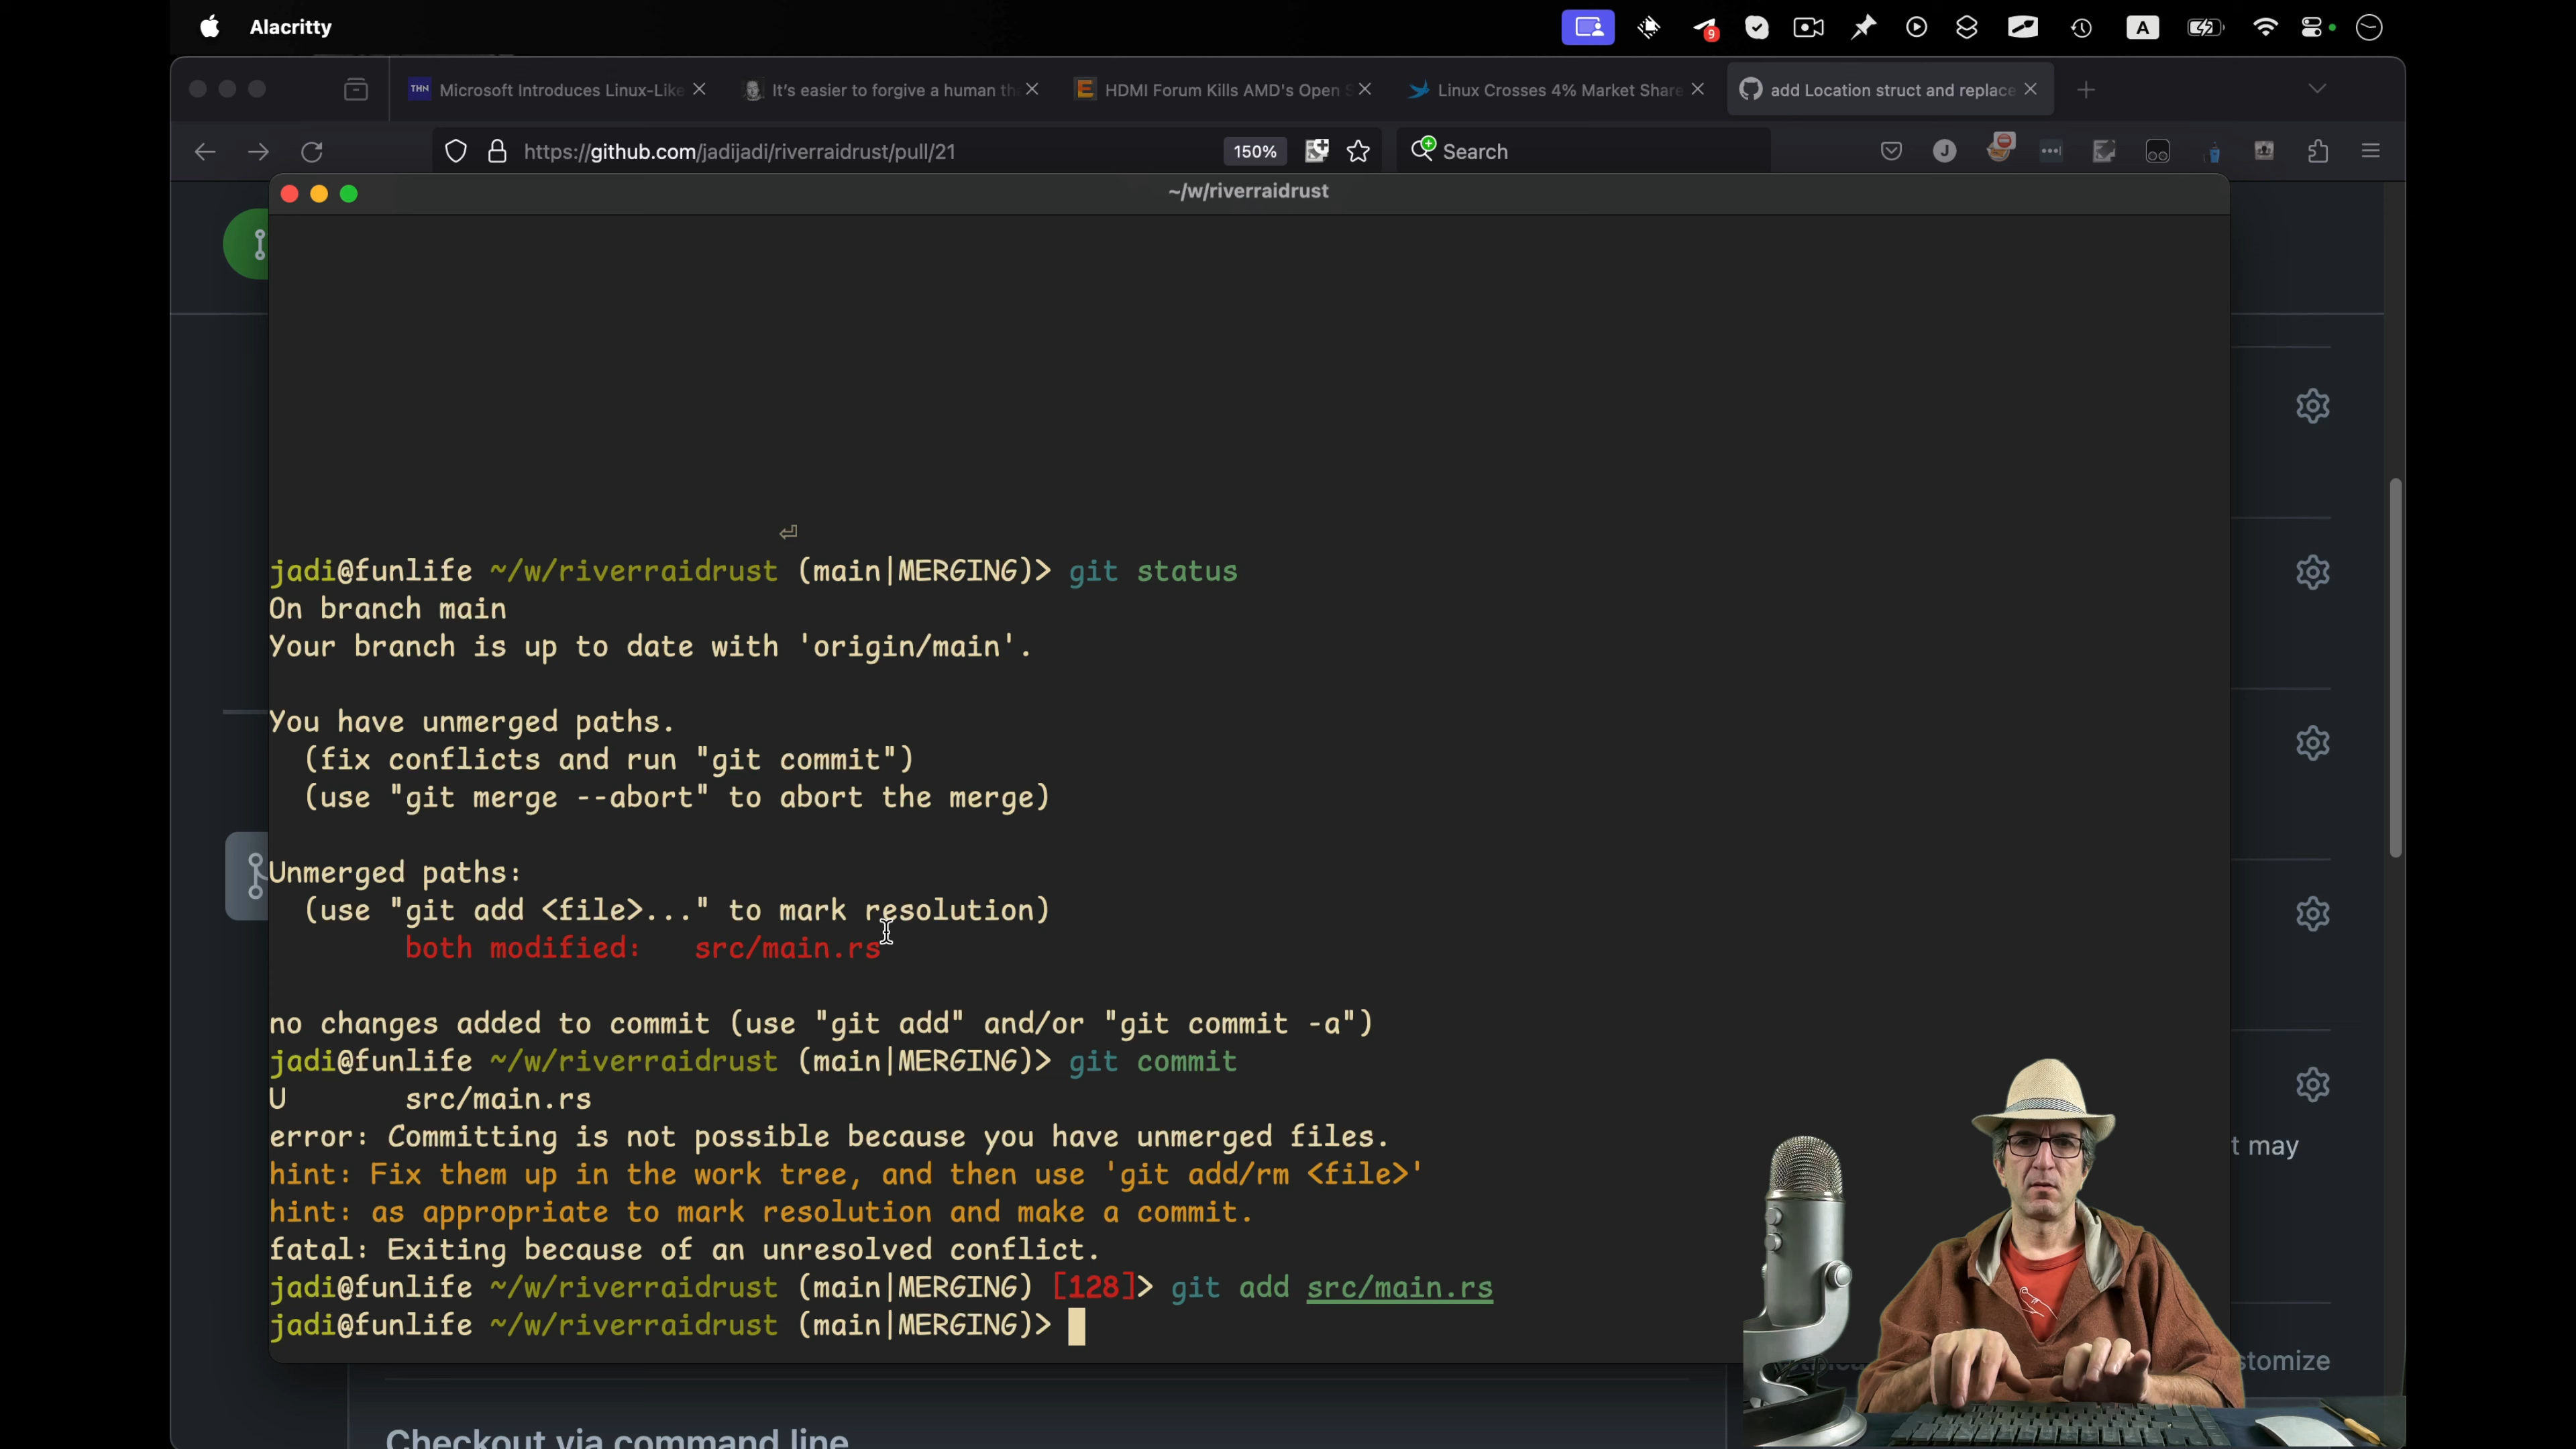 Alacritty
9
A
THN Microsoft Introduces Linux-Like
It's easier to forgive a human th
E HDMI Forum Kills AMD's Open S
Linux Crosses 4% Market Share
add Location struct and replace
https://github.com/jadijadi/riverraidrust/pull/21
150%
Search
J
~/w/riverraidrust
jadi@funlife ~/w/riverraidrust (main|MERGING)> git status
On branch main
Your branch is up to date with 'origin/main'.
You have unmerged paths.
(fix conflicts and run "git commit")
(use "git merge --abort" to abort the merge)
Unmerged paths:
(use "git add <file>..." to mark resolution)
both modified: src/main.rs
no changes added to commit (use "git add" and/or "git commit -a")
jadi@funlife ~/w/riverraidrust (main|MERGING)> git commit
U src/main.rs
error: Committing is not possible because you have unmerged files.
hint: Fix them up in the work tree, and then use 'git add/rm <file>'
hint: as appropriate to mark resolution and make a commit.
fatal: Exiting because of an unresolved conflict.
jadi@funlife ~/w/riverraidrust (main|MERGING) [128]> git add src/main.rs
jadi@funlife ~/w/riverraidrust (main|MERGING)>
t may
stomize
Checkout via command line